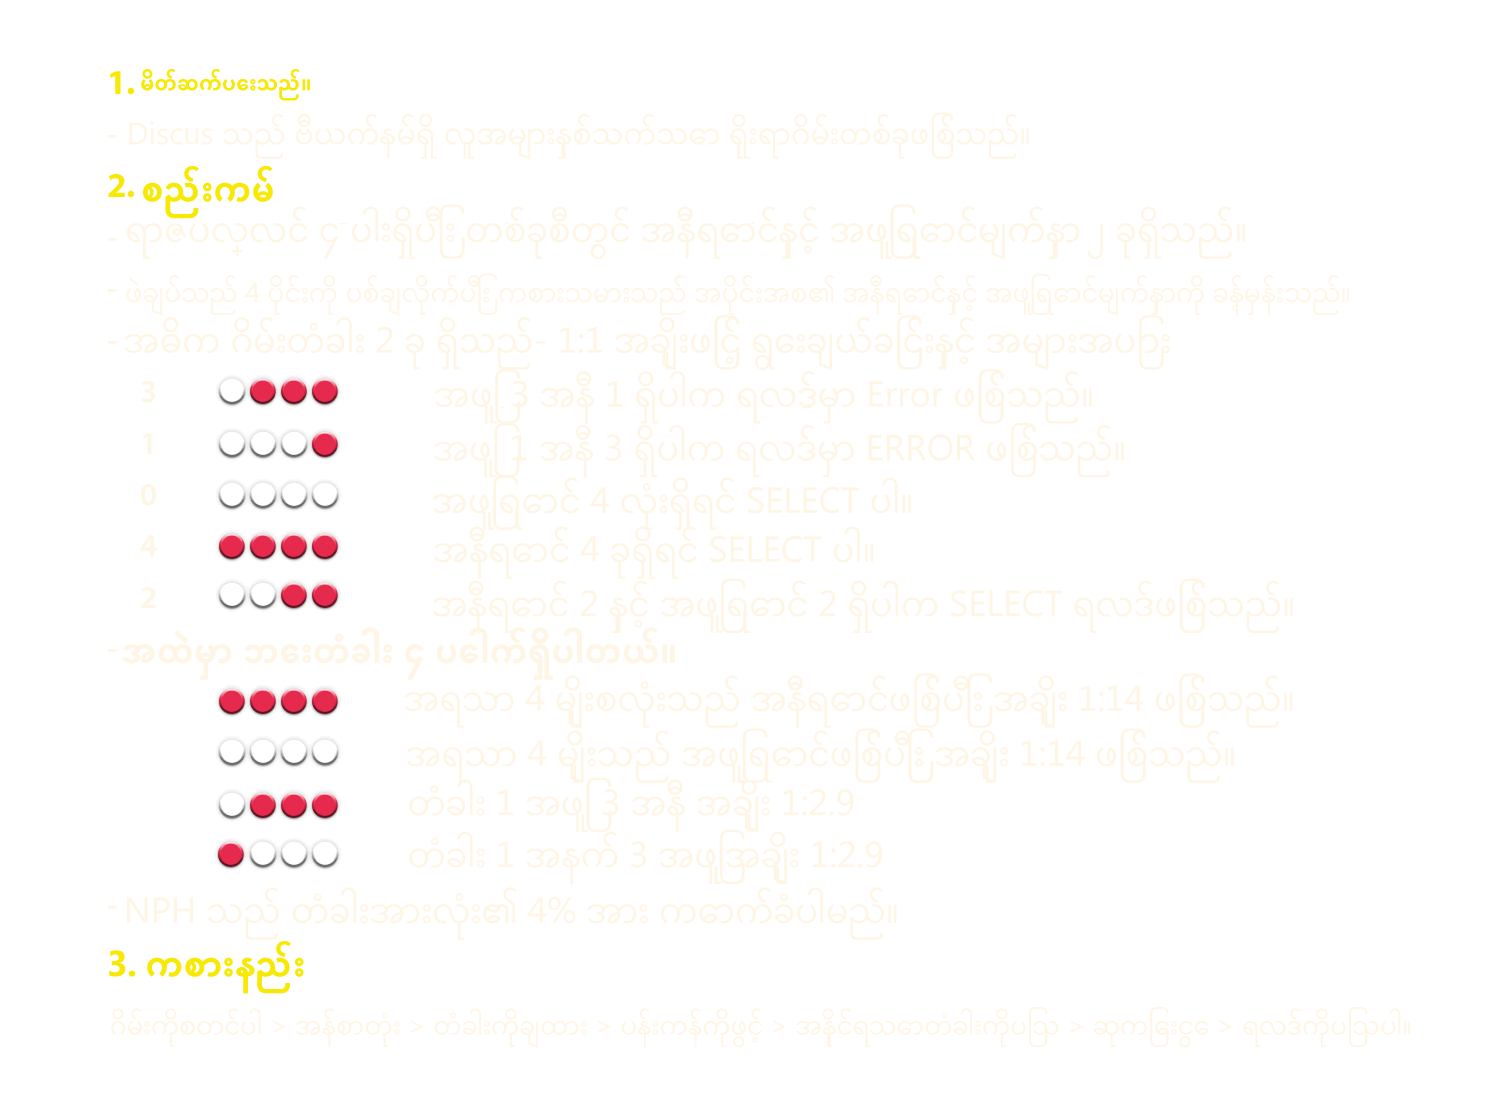 1. မိတ်ဆက်ပေးသည်။
- Discus သည် ဗီယက်နမ်ရှိ လူအများနှစ်သက်သော ရိုးရာဂိမ်းတစ်ခုဖြစ်သည်။
2. စည်းကမ်
- ရာဇပလ္လင် ၄ ပါးရှိပြီး တစ်ခုစီတွင် အနီရောင်နှင့် အဖြူရောင်မျက်နှာ ၂ ခုရှိသည်။
- ဖဲချပ်သည် 4 ပိုင်းကို ပစ်ချလိုက်ပြီး ကစားသမားသည် အပိုင်းအစ၏ အနီရောင်နှင့် အဖြူရောင်မျက်နှာကို ခန့်မှန်းသည်။
- အဓိက ဂိမ်းတံခါး 2 ခု ရှိသည်- 1:1 အချိုးဖြင့် ရွေးချယ်ခြင်းနှင့် အများအပြား
3 အဖြူ 3 အနီ 1 ရှိပါက ရလဒ်မှာ Error ဖြစ်သည်။
1 အဖြူ 1 အနီ 3 ရှိပါက ရလဒ်မှာ ERROR ဖြစ်သည်။
0 အဖြူရောင် 4 လုံးရှိရင် SELECT ပါ။
4 အနီရောင် 4 ခုရှိရင် SELECT ပါ။
2 အနီရောင် 2 နှင့် အဖြူရောင် 2 ရှိပါက SELECT ရလဒ်ဖြစ်သည်။
- အထဲမှာ ဘေးတံခါး ၄ ပေါက်ရှိပါတယ်။
အရသာ 4 မျိုးစလုံးသည် အနီရောင်ဖြစ်ပြီး အချိုး 1:14 ဖြစ်သည်။
အရသာ 4 မျိုးသည် အဖြူရောင်ဖြစ်ပြီး အချိုး 1:14 ဖြစ်သည်။
တံခါး 1 အဖြူ 3 အနီ အချိုး 1:2.9
တံခါး 1 အနက် 3 အဖြူအချိုး 1:2.9
- NPH သည် တံခါးအားလုံး၏ 4% အား ကောက်ခံပါမည်။
3. ကစားနည်း
ဂိမ်းကိုစတင်ပါ > အန်စာတုံး > တံခါးကိုချထား > ပန်းကန်ကိုဖွင့် > အနိုင်ရသောတံခါးကိုပြသ > ဆုကြေးငွေ > ရလဒ်ကိုပြသပါ။